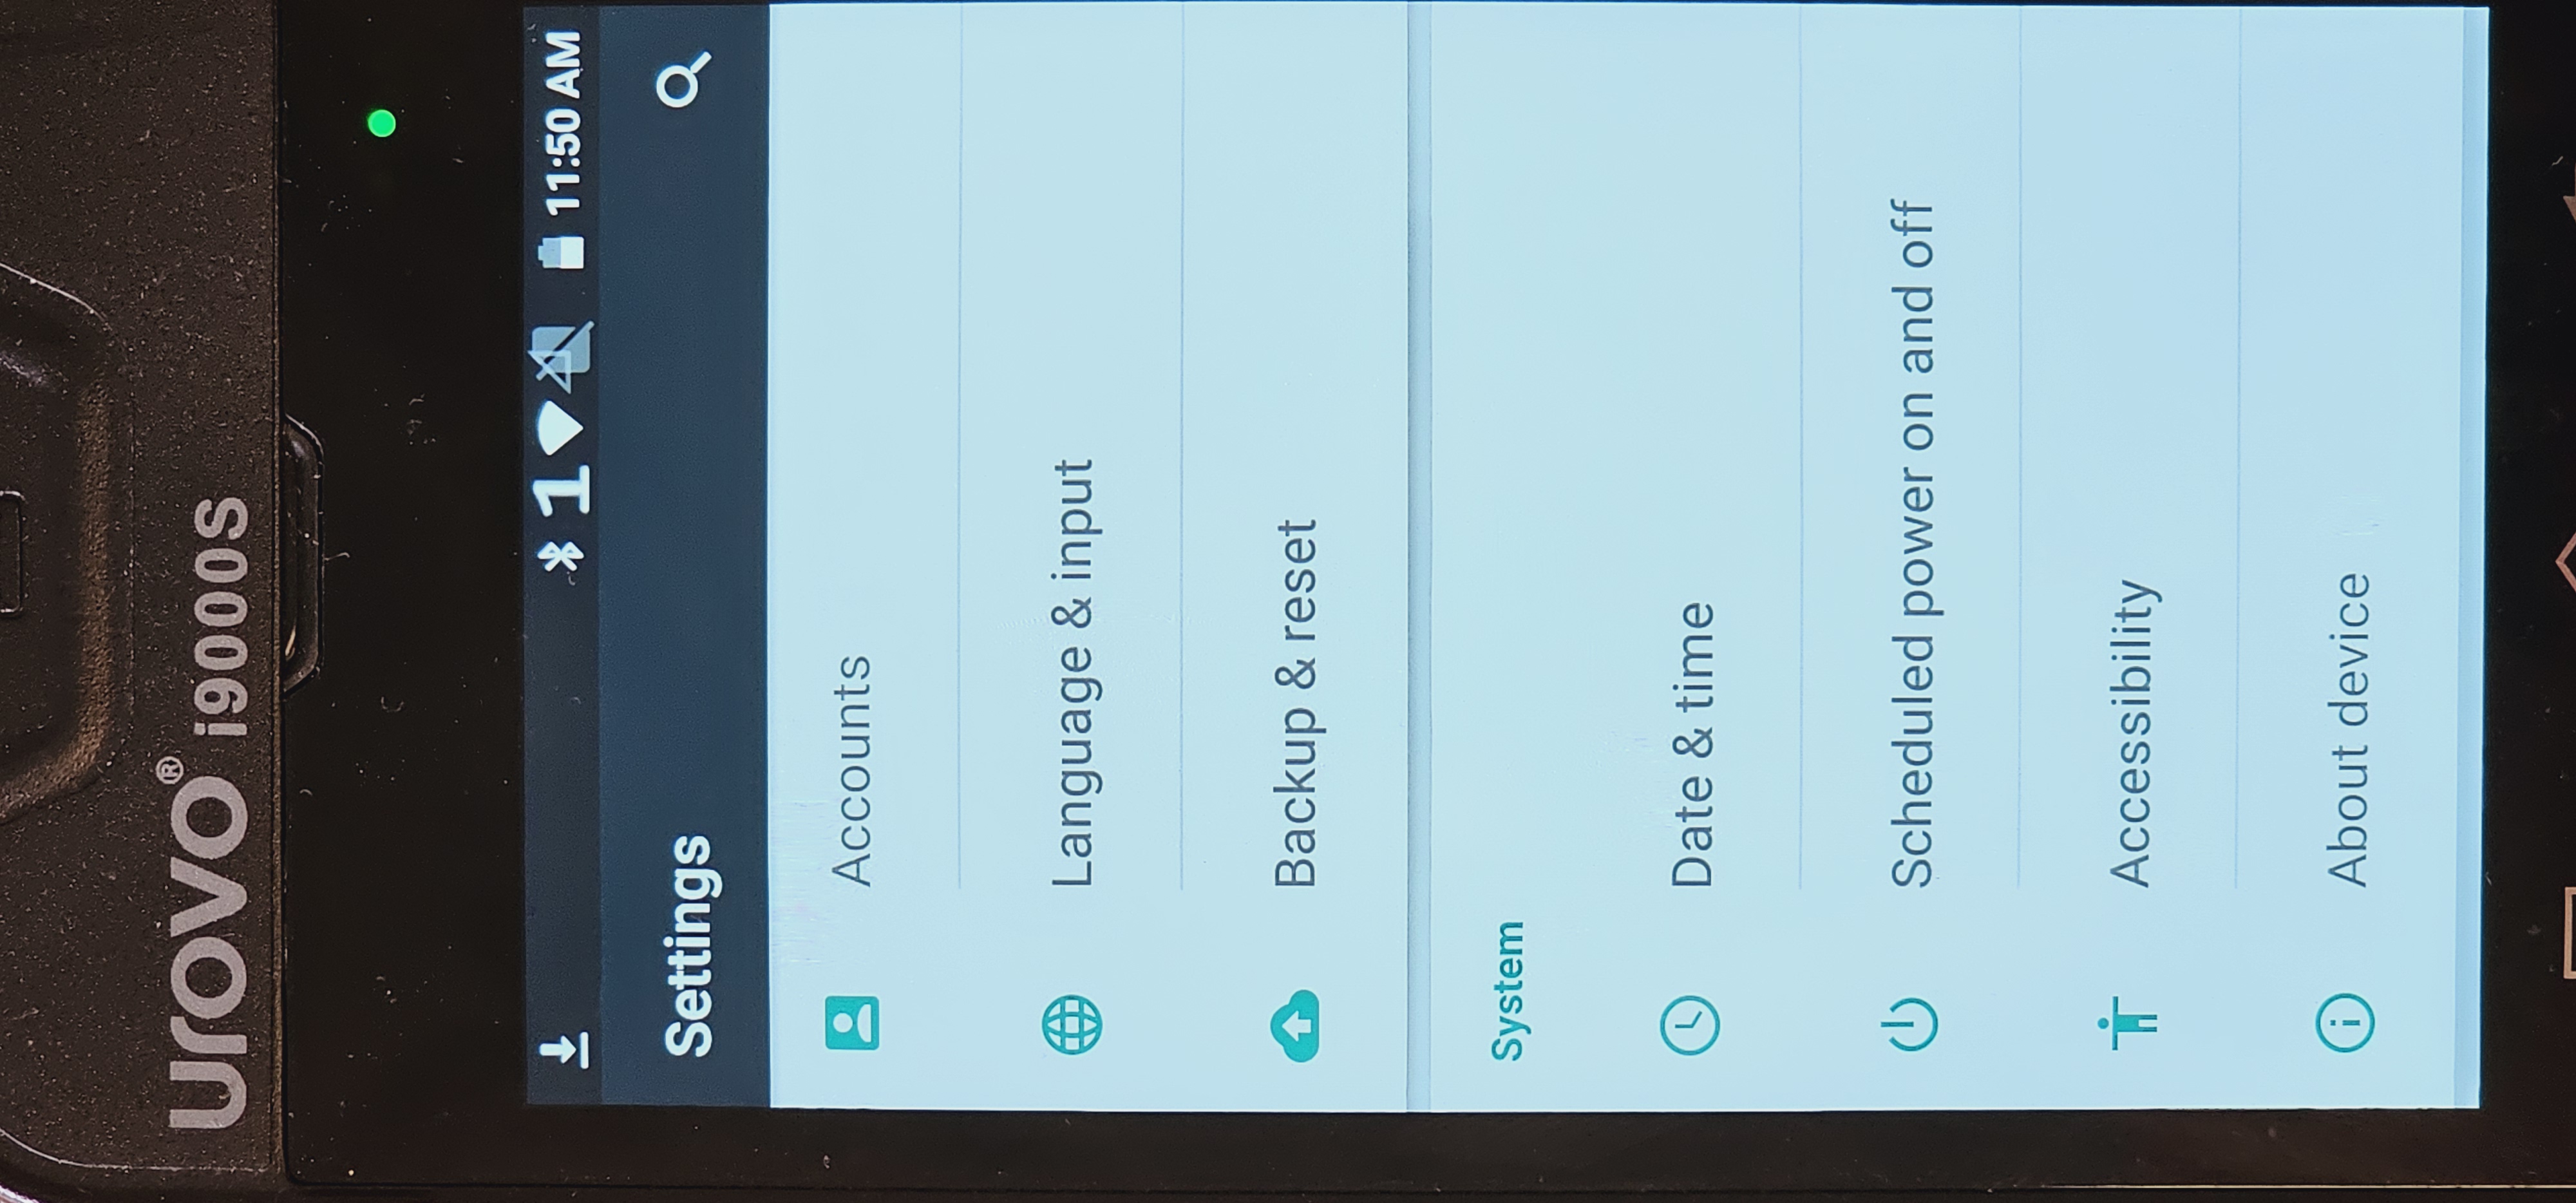 urovo® i9000S
1 11:50 AM
Settings
Accounts
Language & input
Backup & reset
System
Date & time
Scheduled power on and off
Accessibility
About device